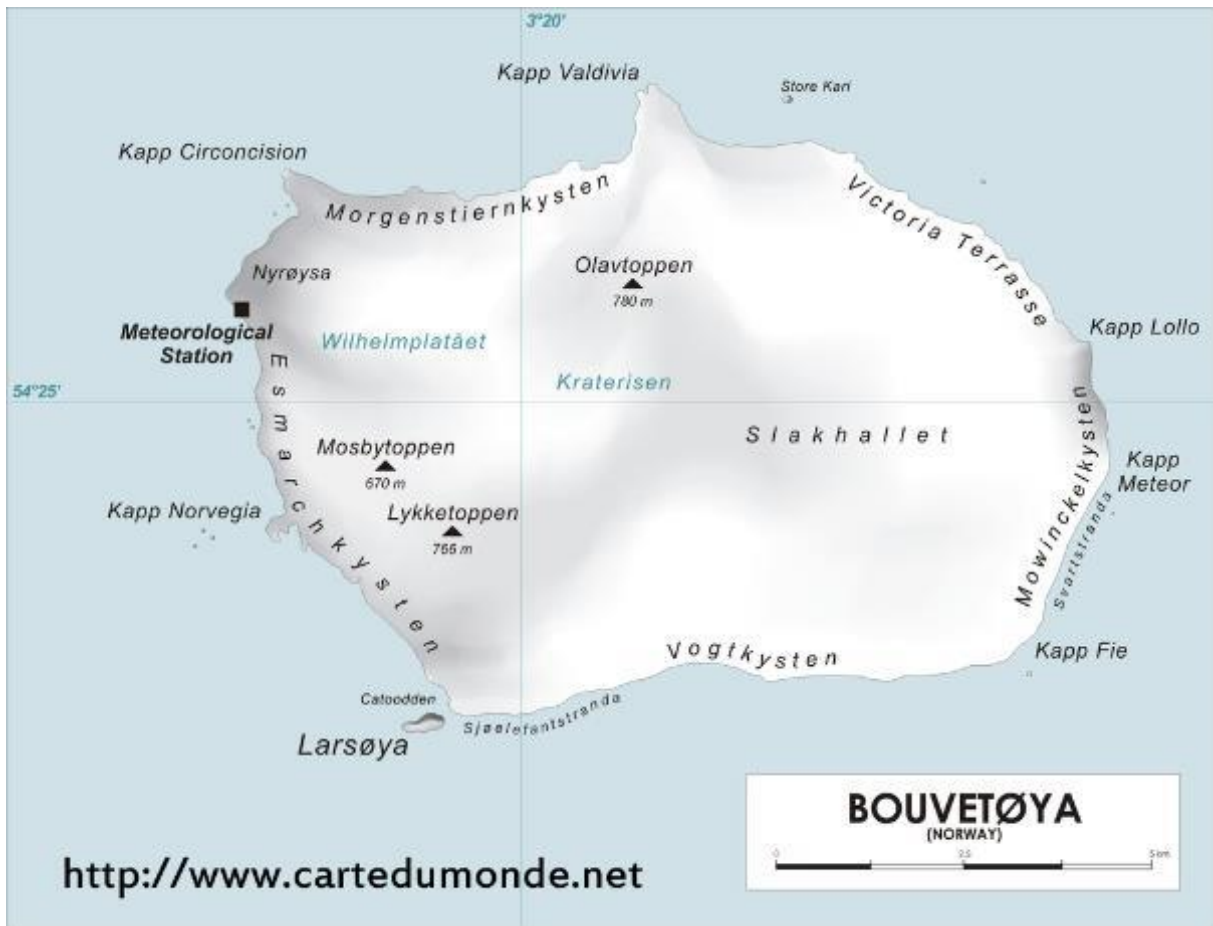 3°20'
Kapp Valdivia
Store Kari
Kapp Circoncision
Morgenstiernkysten
Victoria Terrasse
Nyrøysa
Olavtoppen
780 m
Meteorological
Station
Wilhelmplatået
Kapp Lollo
Kraterisen
54°25'
Esmarchkysten
Slakhallet
Mowinckelkysten
Mosbytoppen
670 m
Kapp
Meteor
Kapp Norvegia
Lykketoppen
766 m
Svartstranda
Vogtkysten
Kapp Fie
Catoodden
Sjøelefantstranda
Larsøya
BOUVETØYA
(NORWAY)
0 2.5 5 km
http://www.cartedumonde.net